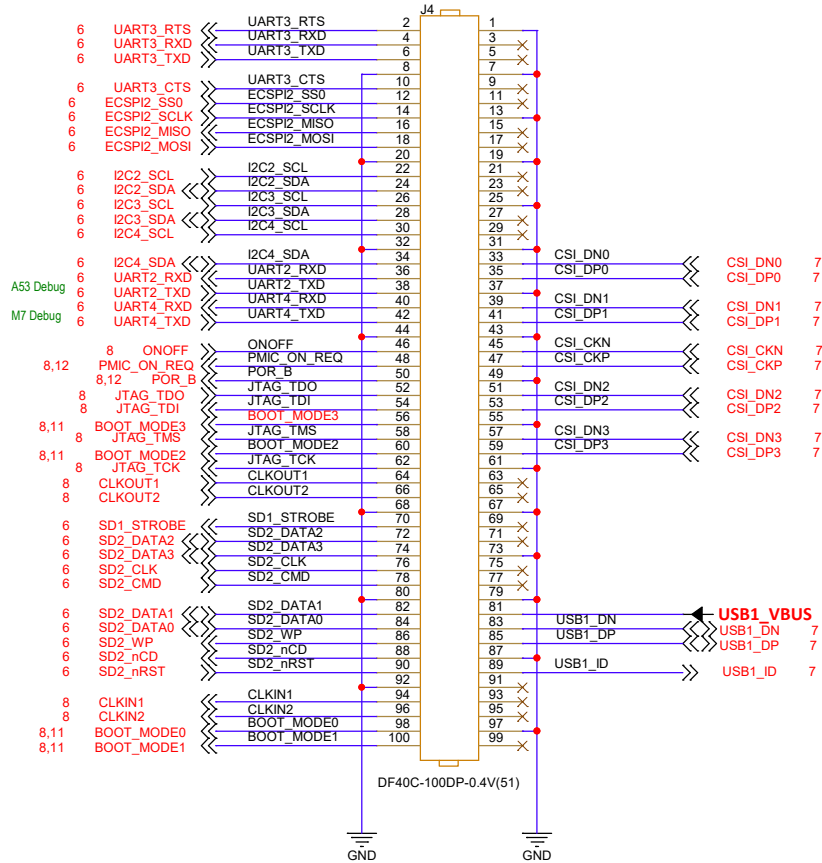 J4
6 UART3_RTS UART3_RTS 2 1
6 UART3_RXD UART3_RXD 4 3
6 UART3_TXD UART3_TXD 6 5
8 7
6 UART3_CTS UART3_CTS 10 9
6 ECSPI2_SS0 ECSPI2_SS0 12 11
6 ECSPI2_SCLK ECSPI2_SCLK 14 13
6 ECSPI2_MISO ECSPI2_MISO 16 15
6 ECSPI2_MOSI ECSPI2_MOSI 18 17
20 19
6 I2C2_SCL I2C2_SCL 22 21
6 I2C2_SDA I2C2_SDA 24 23
6 I2C3_SCL I2C3_SCL 26 25
6 I2C3_SDA I2C3_SDA 28 27
6 I2C4_SCL I2C4_SCL 30 29
32 31
6 I2C4_SDA I2C4_SDA 34 33 CSI_DN0 CSI_DN0 7
6 UART2_RXD UART2_RXD 36 35 CSI_DP0 CSI_DP0 7
A53 Debug 6 UART2_TXD UART2_TXD 38 37
6 UART4_RXD UART4_RXD 40 39 CSI_DN1 CSI_DN1 7
M7 Debug 6 UART4_TXD UART4_TXD 42 41 CSI_DP1 CSI_DP1 7
44 43
8 ONOFF ONOFF 46 45 CSI_CKN CSI_CKN 7
8,12 PMIC_ON_REQ PMIC_ON_REQ 48 47 CSI_CKP CSI_CKP 7
8,12 POR_B POR_B 50 49
8 JTAG_TDO JTAG_TDO 52 51 CSI_DN2 CSI_DN2 7
8 JTAG_TDI JTAG_TDI 54 53 CSI_DP2 CSI_DP2 7
8,11 BOOT_MODE3 BOOT_MODE3 56 55
8 JTAG_TMS JTAG_TMS 58 57 CSI_DN3 CSI_DN3 7
8,11 BOOT_MODE2 BOOT_MODE2 60 59 CSI_DP3 CSI_DP3 7
8 JTAG_TCK JTAG_TCK 62 61
8 CLKOUT1 CLKOUT1 64 63
8 CLKOUT2 CLKOUT2 66 65
68 67
6 SD1_STROBE SD1_STROBE 70 69
6 SD2_DATA2 SD2_DATA2 72 71
6 SD2_DATA3 SD2_DATA3 74 73
6 SD2_CLK SD2_CLK 76 75
6 SD2_CMD SD2_CMD 78 77
80 79
6 SD2_DATA1 SD2_DATA1 82 81 USB1_VBUS
6 SD2_DATA0 SD2_DATA0 84 83 USB1_DN USB1_DN 7
6 SD2_WP SD2_WP 86 85 USB1_DP USB1_DP 7
6 SD2_nCD SD2_nCD 88 87
6 SD2_nRST SD2_nRST 90 89 USB1_ID USB1_ID 7
92 91
8 CLKIN1 CLKIN1 94 93
8 CLKIN2 CLKIN2 96 95
8,11 BOOT_MODE0 BOOT_MODE0 98 97
8,11 BOOT_MODE1 BOOT_MODE1 100 99
DF40C-100DP-0.4V(51)
GND GND